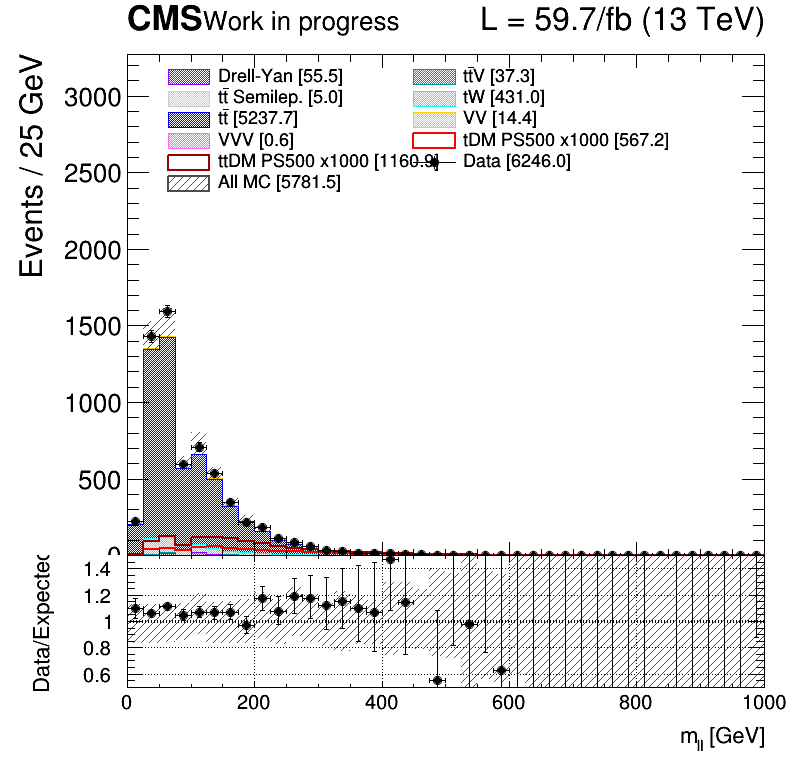 CMS Work in progress L = 59.7/fb (13 TeV)
Events / 25 GeV
3000
2500
2000
1500
1000
500
0
Drell-Yan [55.5]
tt̄ Semilep. [5.0]
tt̄ [5237.7]
VVV [0.6]
ttDM PS500 x1000 [1160.9]
All MC [5781.5]
tt̄V [37.3]
tW [431.0]
VV [14.4]
tDM PS500 x1000 [567.2]
Data [6246.0]
Data/Expected
1.4
1.2
1
0.8
0.6
0 200 400 600 800 1000
m_ll [GeV]